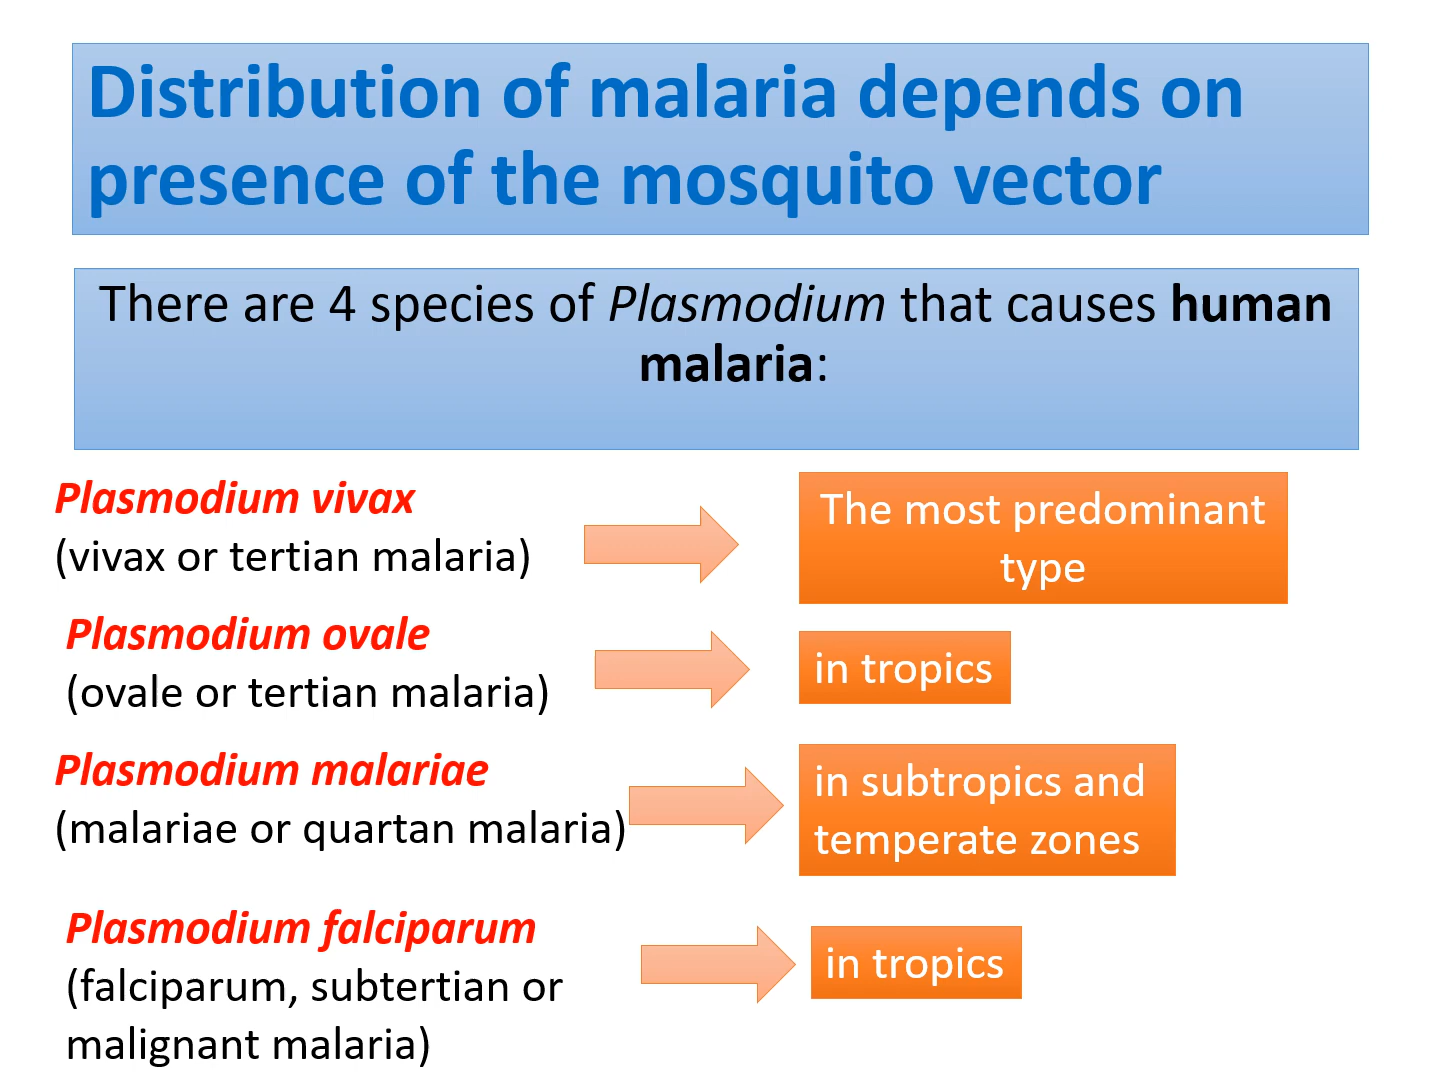 Distribution of malaria depends on
presence of the mosquito vector
There are 4 species of Plasmodium that causes human
malaria:
Plasmodium vivax
(vivax or tertian malaria)
The most predominant
type
Plasmodium ovale
(ovale or tertian malaria)
in tropics
Plasmodium malariae
(malariae or quartan malaria)
in subtropics and
temperate zones
Plasmodium falciparum
(falciparum, subtertian or
malignant malaria)
in tropics